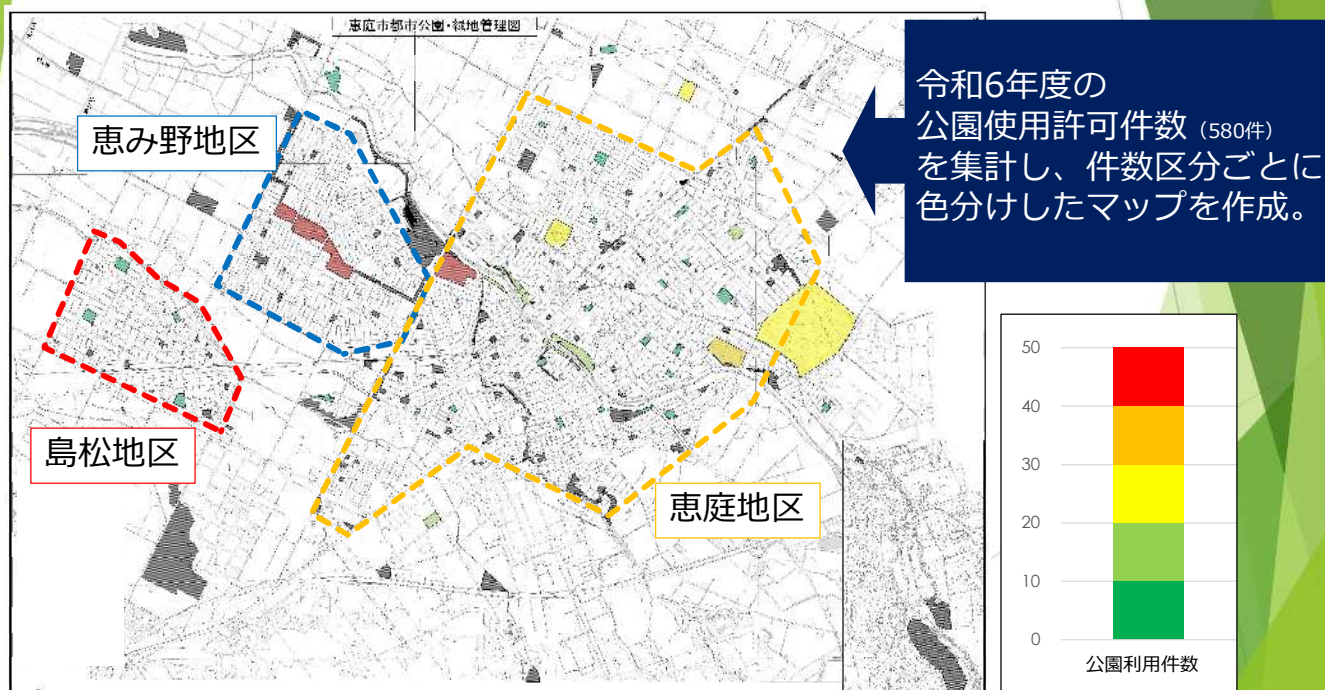 恵庭市都市公園・緑地管理図
恵み野地区
島松地区
恵庭地区
令和6年度の
公園使用許可件数（580件）
を集計し、件数区分ごとに
色分けしたマップを作成。
50
40
30
20
10
0
公園利用件数